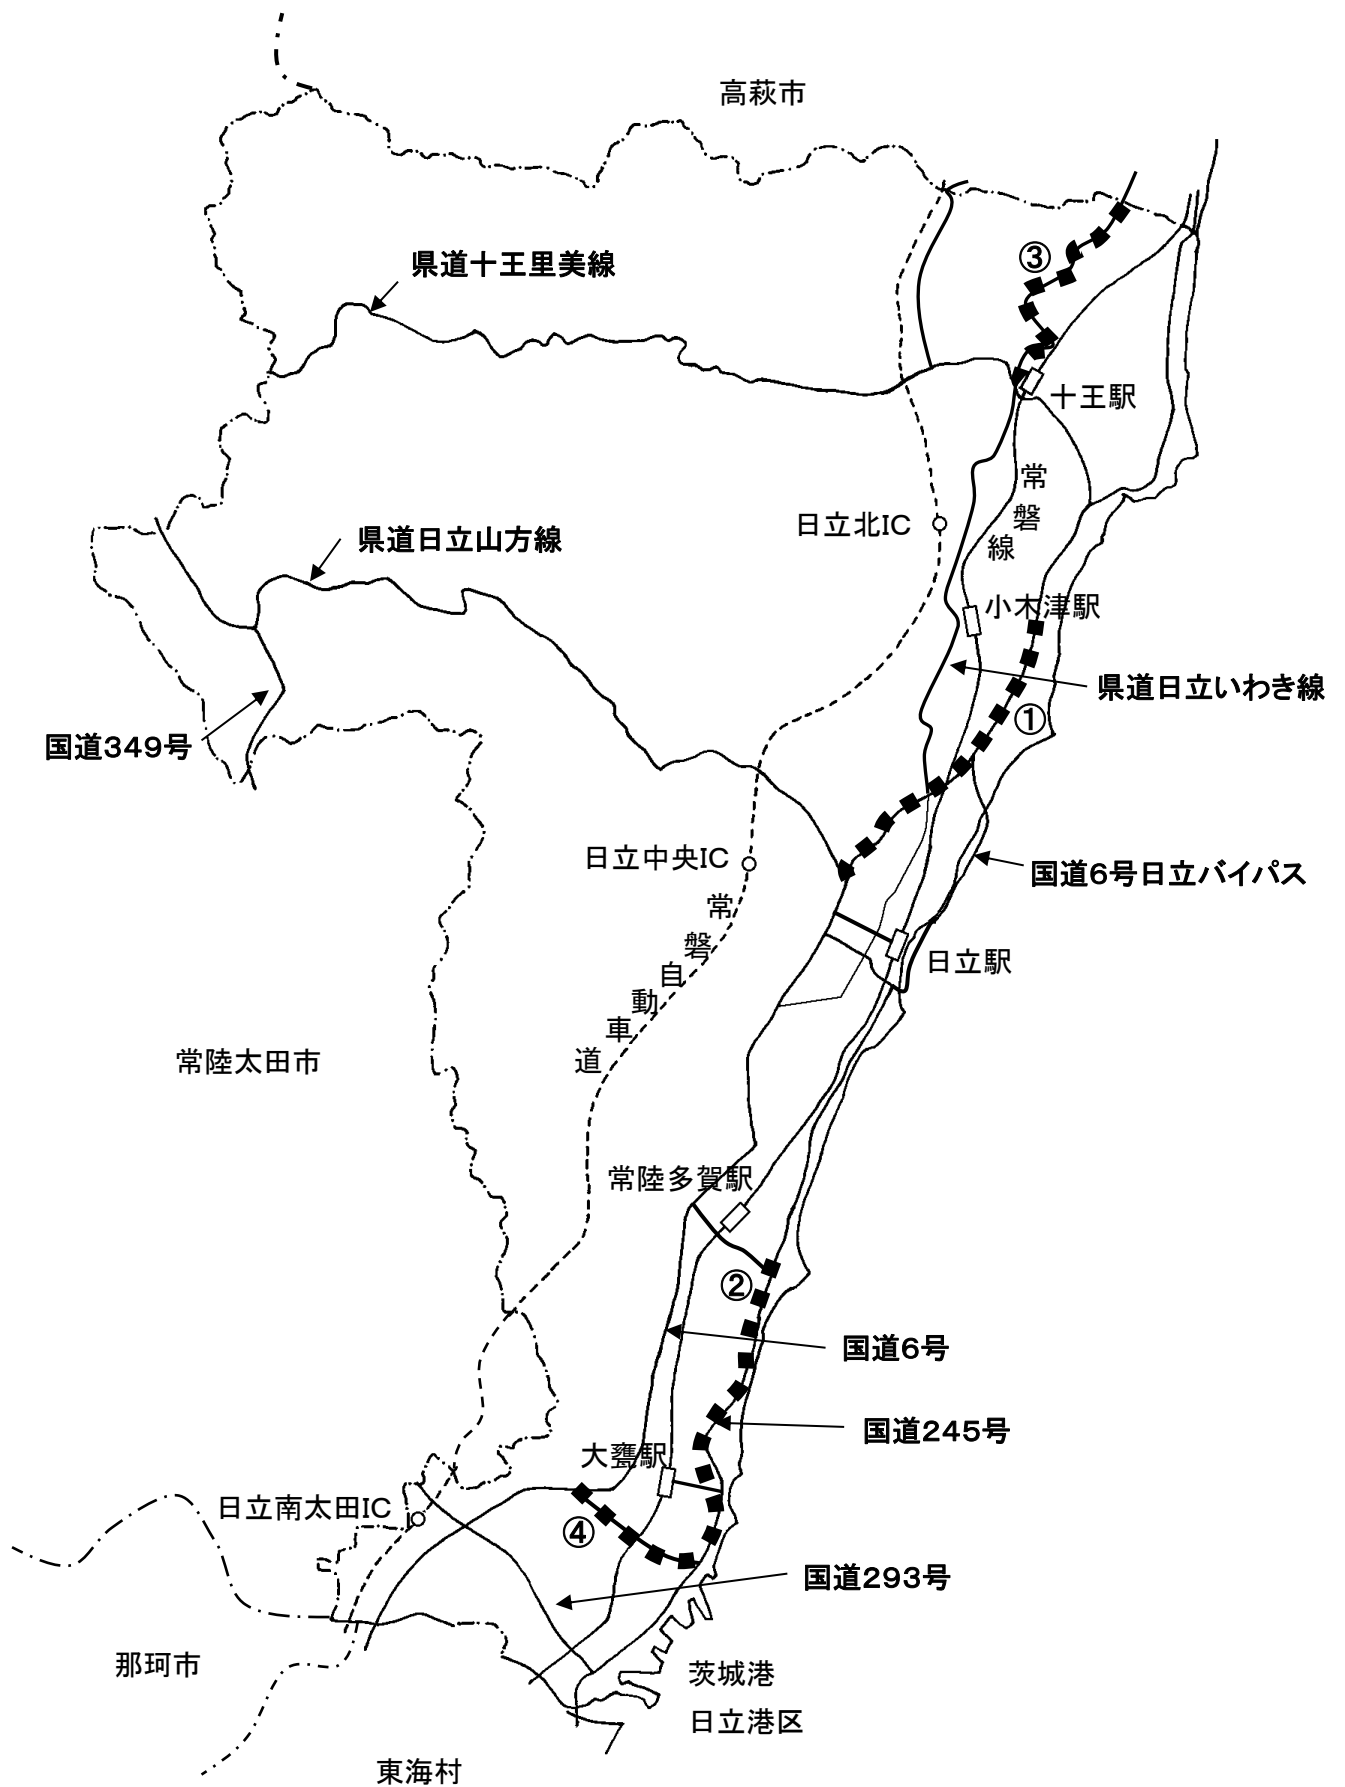 高萩市
県道十王里美線
③
十王駅
常磐線
日立北IC
県道日立山方線
小木津駅
県道日立いわき線
①
国道349号
日立中央IC
国道6号日立バイパス
常磐自動車道
日立駅
常陸太田市
常陸多賀駅
②
国道6号
国道245号
大甕駅
日立南太田IC
④
国道293号
那珂市
茨城港
日立港区
東海村